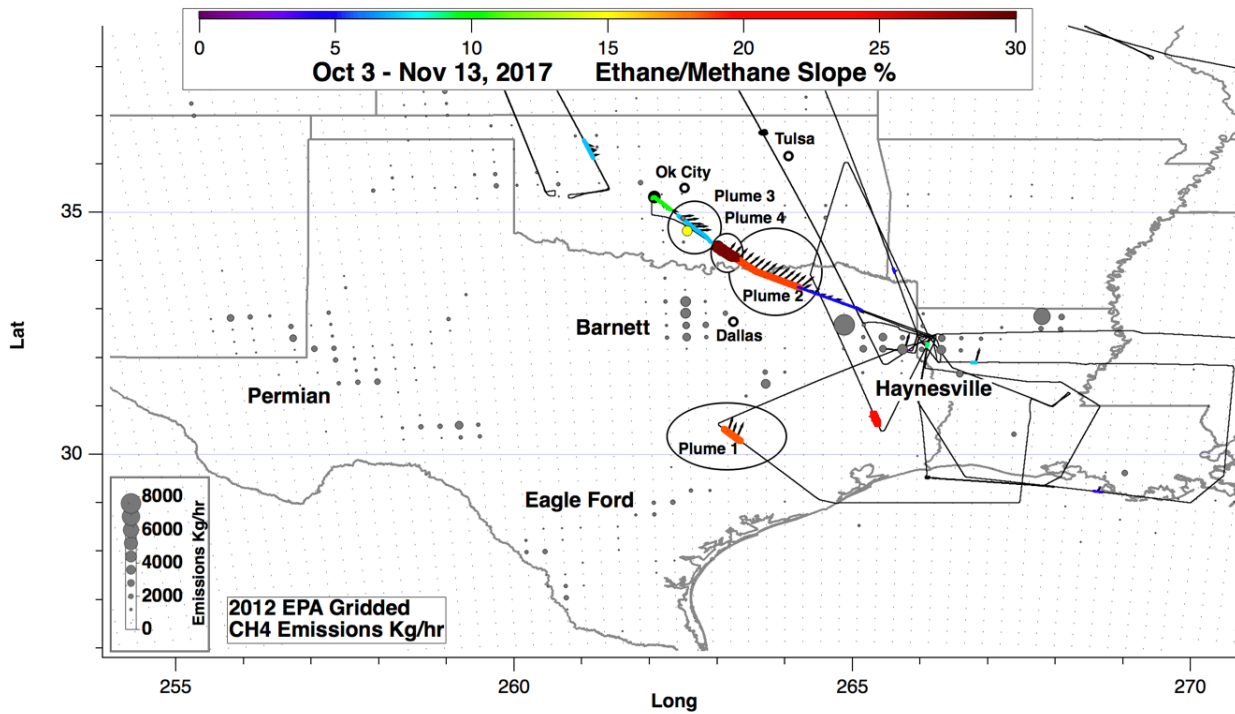 0 5 10 15 20 25 30
Oct 3 - Nov 13, 2017 Ethane/Methane Slope %
Tulsa
Ok City
Plume 3
35
Plume 4
Plume 2
Barnett
Dallas
Lat
Permian
Haynesville
Plume 1
30
8000
Eagle Ford
6000
4000
2000
0
Emissions Kg/hr
2012 EPA Gridded
CH4 Emissions Kg/hr
255 260 265 270
Long